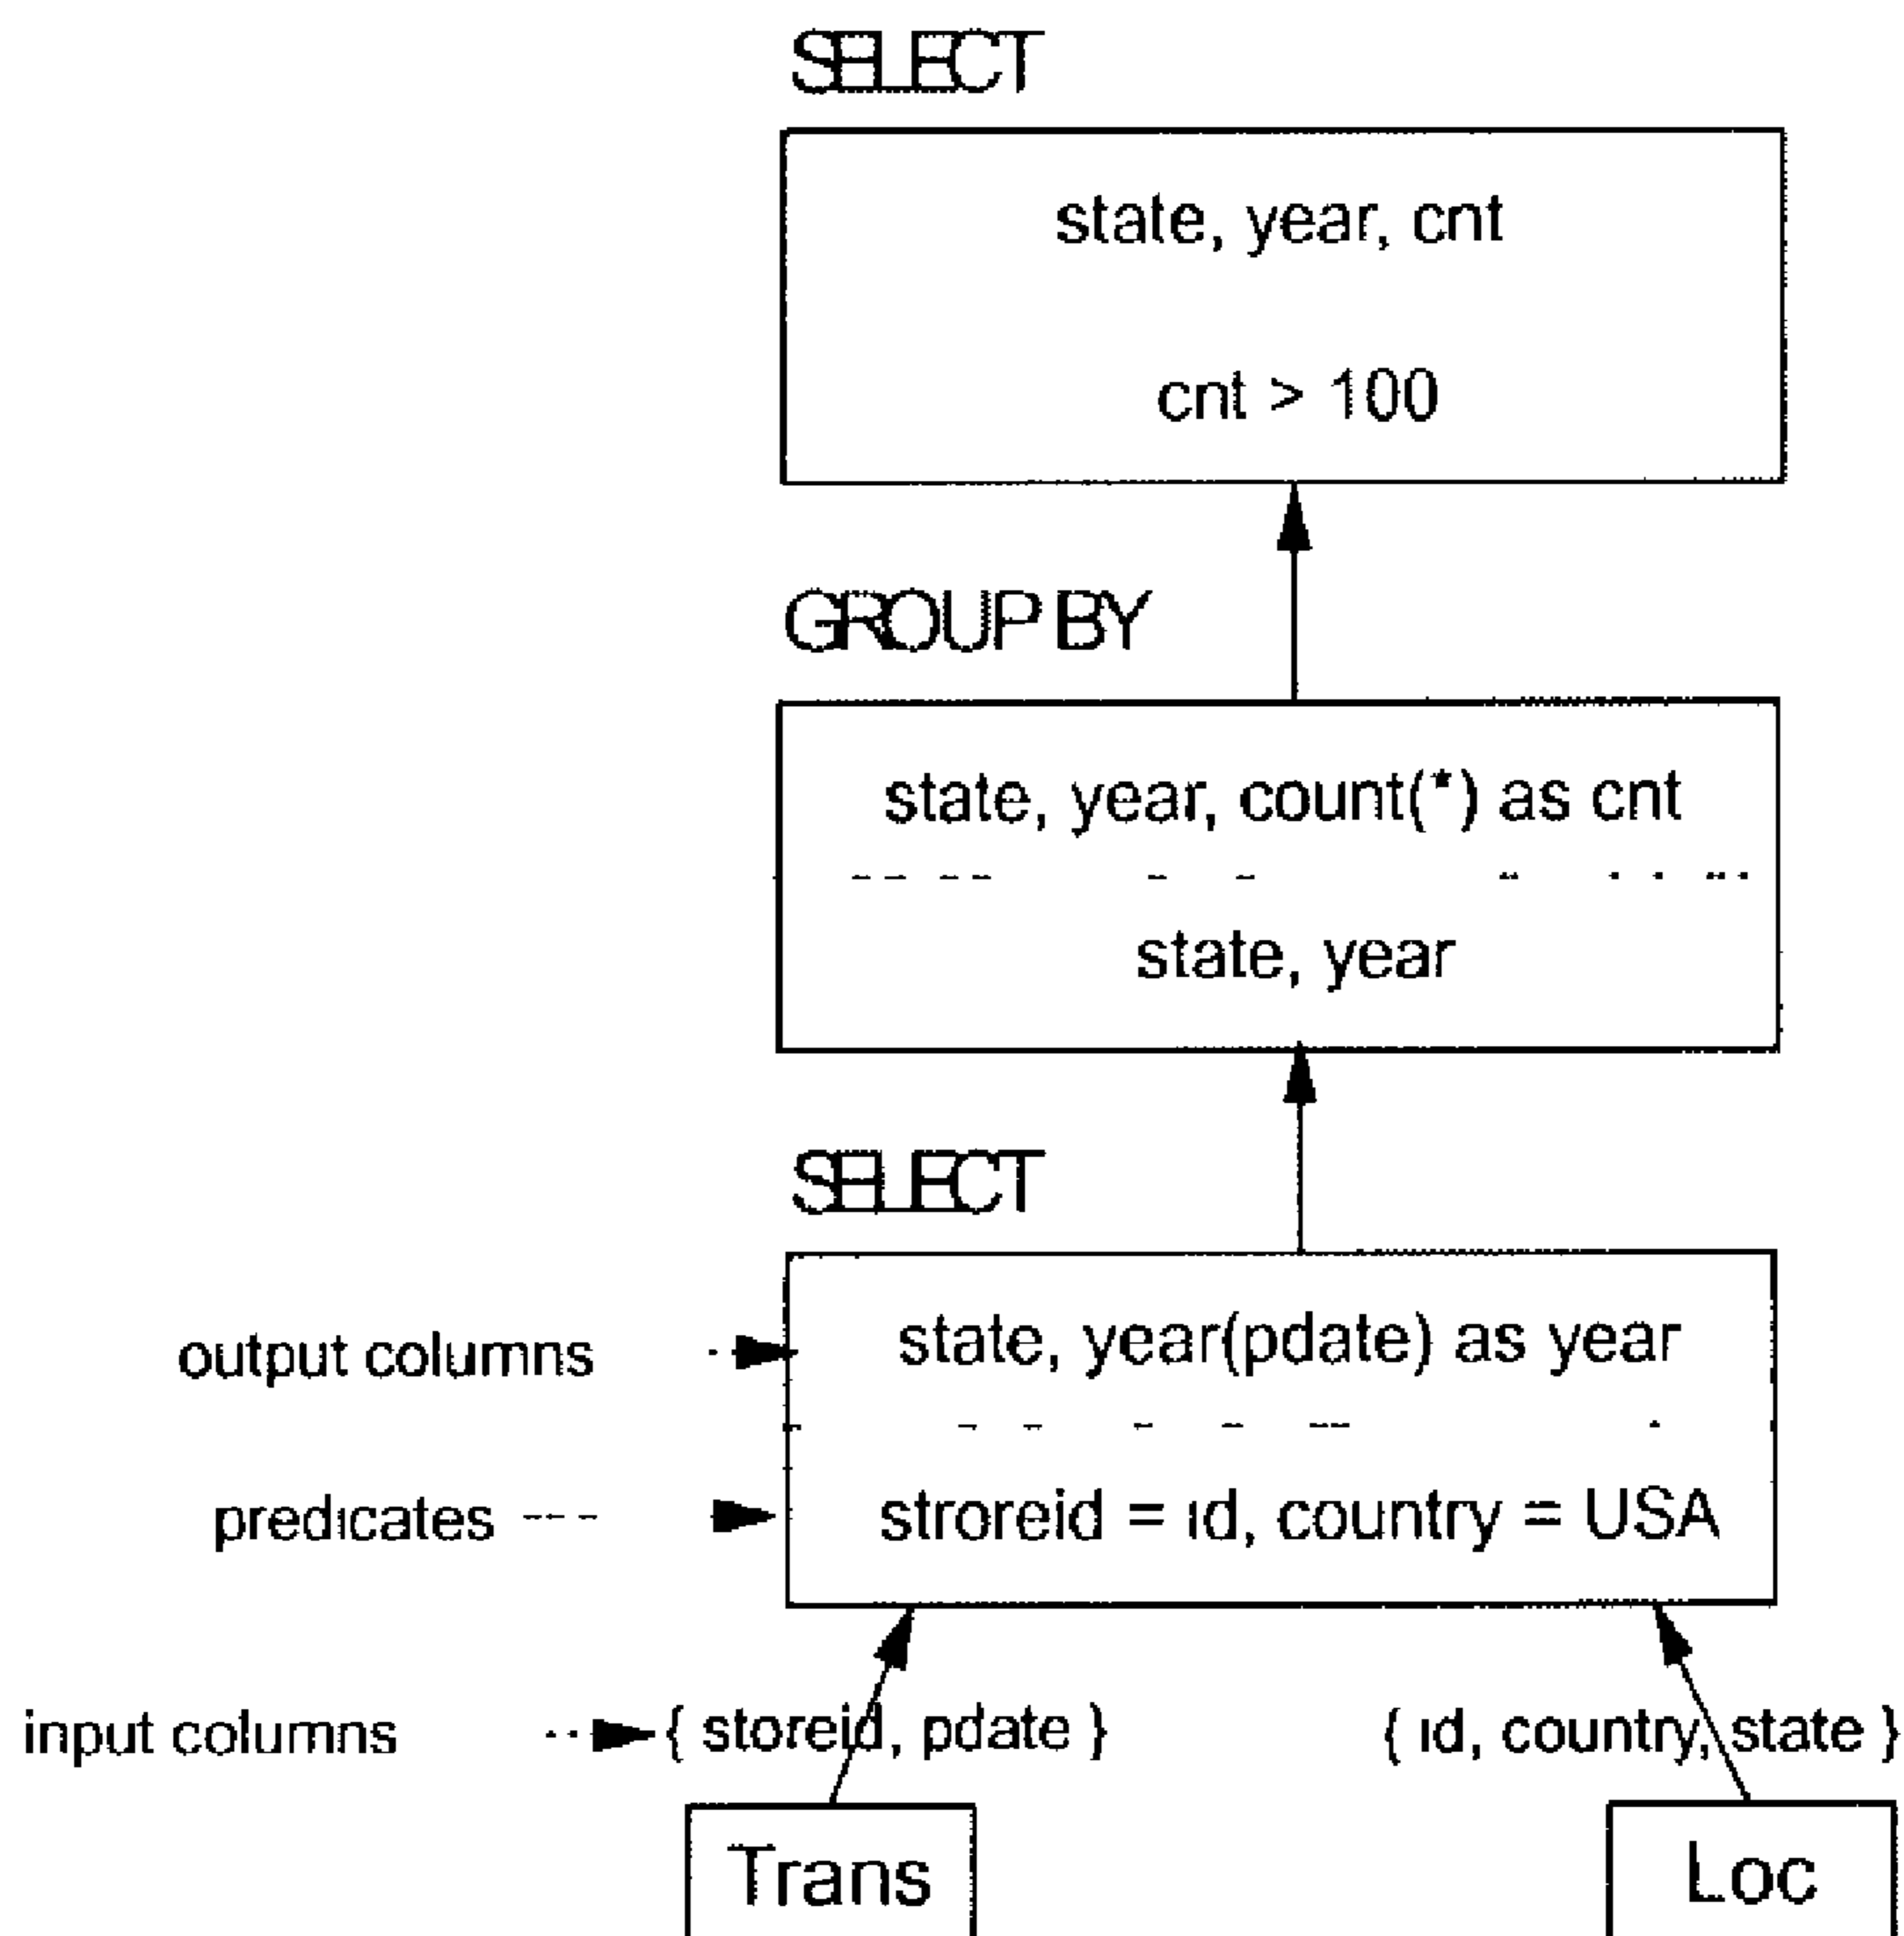 SELECT
state, year, cnt
cnt > 100
GROUP BY
state, year, count(*) as cnt
state, year
SELECT
output columns
state, year(pdate) as year
predicates
stroreid = id, country = USA
input columns
{ storeid, pdate }
{ id, country, state }
Trans
Loc